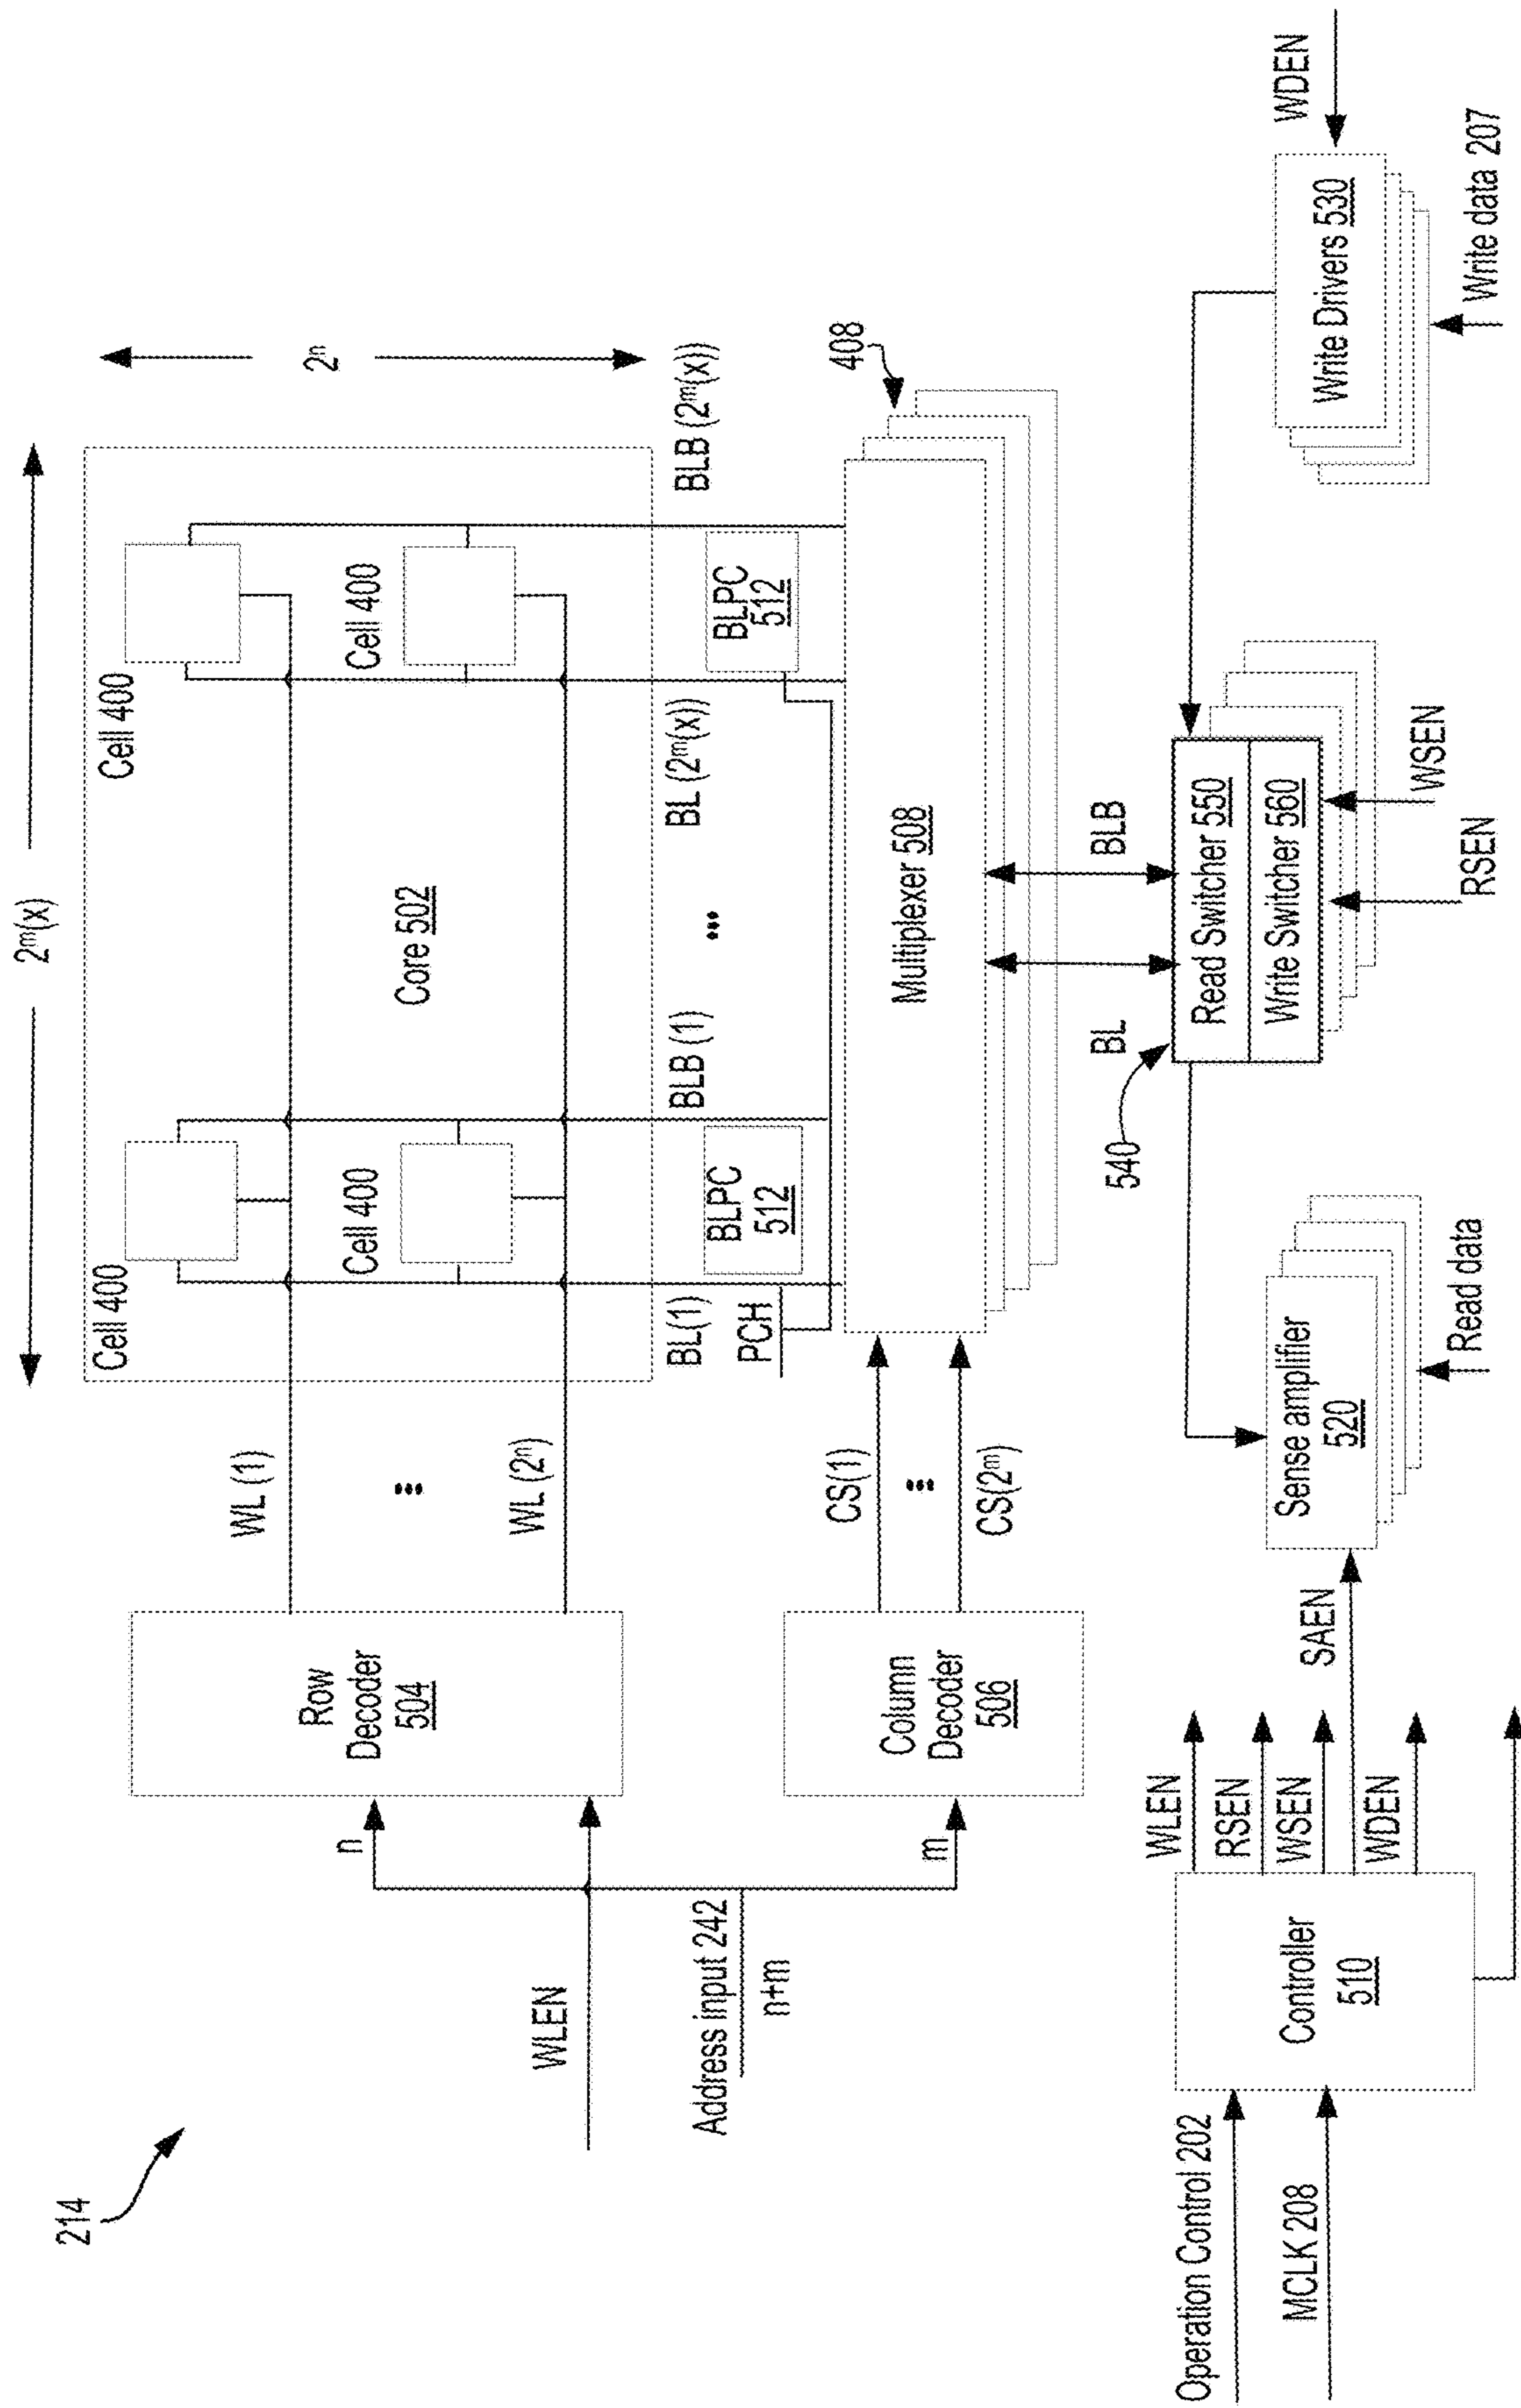 214
2ᵐ(x)
2ⁿ
Cell 400
Cell 400
Cell 400
Cell 400
Core 502
WL (1)
•••
WL (2ⁿ)
Row
Decoder
504
n
WLEN
Address input 242
n+m
m
Column
Decoder
506
CS(1)
•••
CS(2ᵐ)
BL(1)
BLB (1)
•••
BL (2ᵐ(x))
BLB (2ᵐ(x))
PCH
BLPC
512
BLPC
512
Multiplexer 508
408
BL
BLB
540
Read Switcher 550
Write Switcher 560
RSEN
WSEN
Write Drivers 530
WDEN
Write data 207
Sense amplifier
520
Read data
SAEN
Operation Control 202
MCLK 208
Controller
510
WLEN
RSEN
WSEN
WDEN